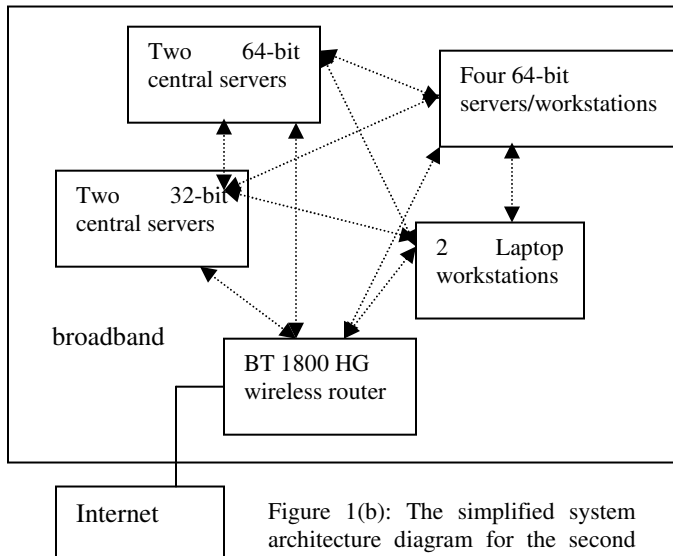 Two 64-bit
central servers
Four 64-bit
servers/workstations
Two 32-bit
central servers
2 Laptop
workstations
broadband
BT 1800 HG
wireless router
Internet
Figure 1(b): The simplified system
architecture diagram for the second